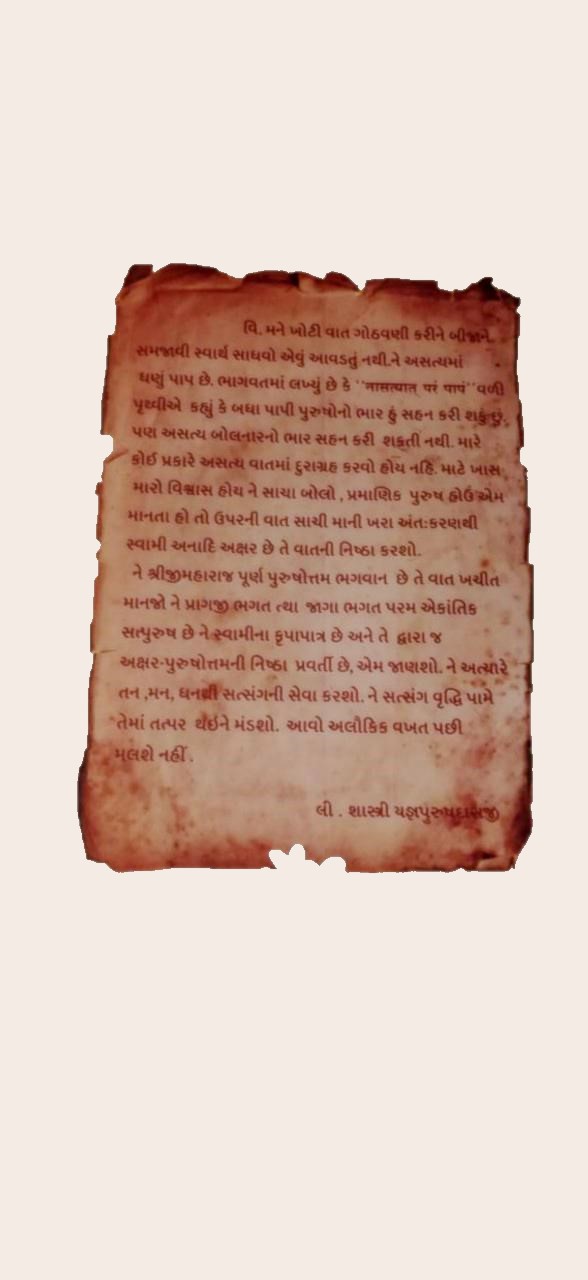 વિ. મને ખોટી વાત ગોઠવણી કરીને બીજાને
સમજાવી સ્વાર્થ સાધવો એવું આવડતું નથી.ને અસત્યમાં
ઘણું પાપ છે. ભાગવતમાં લખ્યું છે કે ‘‘नासत्यात् परं पापं’’વળી
પૃથ્વીએ કહ્યું કે બધા પાપી પુરુષોનો ભાર હું સહન કરી શકું છું.
પણ અસત્ય બોલનારનો ભાર સહન કરી શકતી નથી. મારે
કોઈ પ્રકારે અસત્ય વાતમાં દુરાગ્રહ કરવો હોય નહિ. માટે ખાસ
મારો વિશ્વાસ હોય ને સાચા બોલો , પ્રમાણિક પુરુષ હોઉં એમ
માનતા હો તો ઉપરની વાત સાચી માની ખરા અંતઃકરણથી
સ્વામી અનાદિ અક્ષર છે તે વાતની નિષ્ઠા કરશો.
ને શ્રીજીમહારાજ પૂર્ણ પુરુષોત્તમ ભગવાન છે તે વાત ખચીત
માનજો ને પ્રાગજી ભગત ત્થા જાગા ભગત પરમ એકાંતિક
સત્પુરુષ છે ને સ્વામીના કૃપાપાત્ર છે અને તે દ્વારા જ
અક્ષર-પુરુષોત્તમની નિષ્ઠા પ્રવર્તી છે, એમ જાણશો. ને અત્યારે
તન ,મન, ધનથી સત્સંગની સેવા કરશો. ને સત્સંગ વૃદ્ધિ પામે
તેમાં તત્પર થઈને મંડશો. આવો અલૌકિક વખત પછી
મલશે નહીં .
લી . શાસ્ત્રી યજ્ઞપુરુષદાસજી